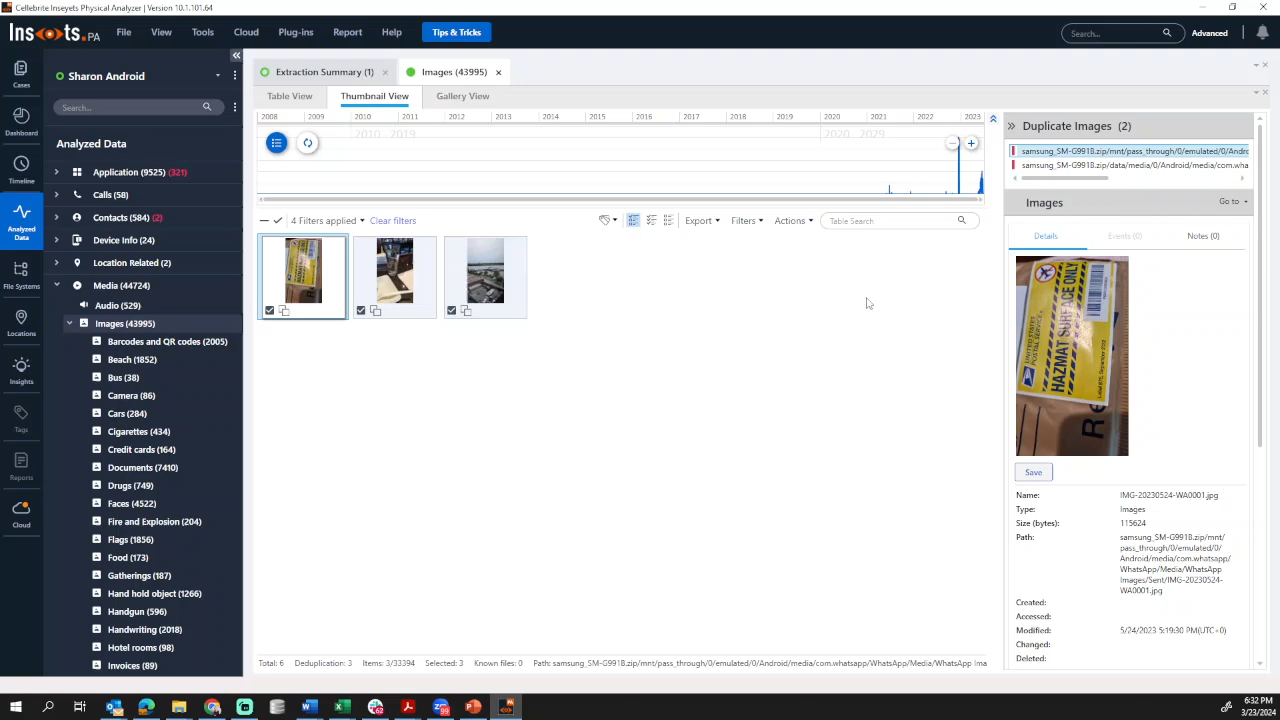 Cellebrite Inseyets Physical Analyzer | Version 10.1.101.64
Inseyets.PA File View Tools Cloud Plug-ins Report Help Tips & Tricks Search... Advanced
Cases
Dashboard
Timeline
Analyzed Data
File Systems
Locations
Insights
Tags
Reports
Cloud
Sharon Android
Search...
Analyzed Data
Application (9525) (321)
Calls (58)
Contacts (584) (2)
Device Info (24)
Location Related (2)
Media (44724)
Audio (529)
Images (43995)
Barcodes and QR codes (2005)
Beach (1852)
Bus (38)
Camera (86)
Cars (284)
Cigarettes (434)
Credit cards (164)
Documents (7410)
Drugs (749)
Faces (4522)
Fire and Explosion (204)
Flags (1856)
Food (173)
Gatherings (187)
Hand hold object (1266)
Handgun (596)
Handwriting (2018)
Hotel rooms (98)
Invoices (89)
Extraction Summary (1) Images (43995)
Table View Thumbnail View Gallery View
2008 2009 2010 2011 2012 2013 2014 2015 2016 2017 2018 2019 2020 2021 2022 2023
2010 - 2019 2020 - 2029
4 Filters applied Clear filters Export Filters Actions Table Search
Total: 6 Deduplication: 3 Items: 3/33394 Selected: 3 Known files: 0 Path: samsung_SM-G991B.zip/mnt/pass_through/0/emulated/0/Android/media/com.whatsapp/WhatsApp/Media/WhatsApp Ima
Duplicate Images (2)
samsung_SM-G991B.zip/mnt/pass_through/0/emulated/0/Andro
samsung_SM-G991B.zip/data/media/0/Android/media/com.wha
Images Go to
Details Events (0) Notes (0)
UNITED STATES
POSTAL SERVICE
HAZMAT SURFACE ONLY
Re
Save
Name: IMG-20230524-WA0001.jpg
Type: Images
Size (bytes): 115624
Path: samsung_SM-G991B.zip/mnt/
pass_through/0/emulated/0/
Android/media/com.whatsapp/
WhatsApp/Media/WhatsApp
Images/Sent/IMG-20230524-
WA0001.jpg
Created:
Accessed:
Modified: 5/24/2023 5:19:30 PM(UTC+0)
Changed:
Deleted:
6:32 PM
3/23/2024